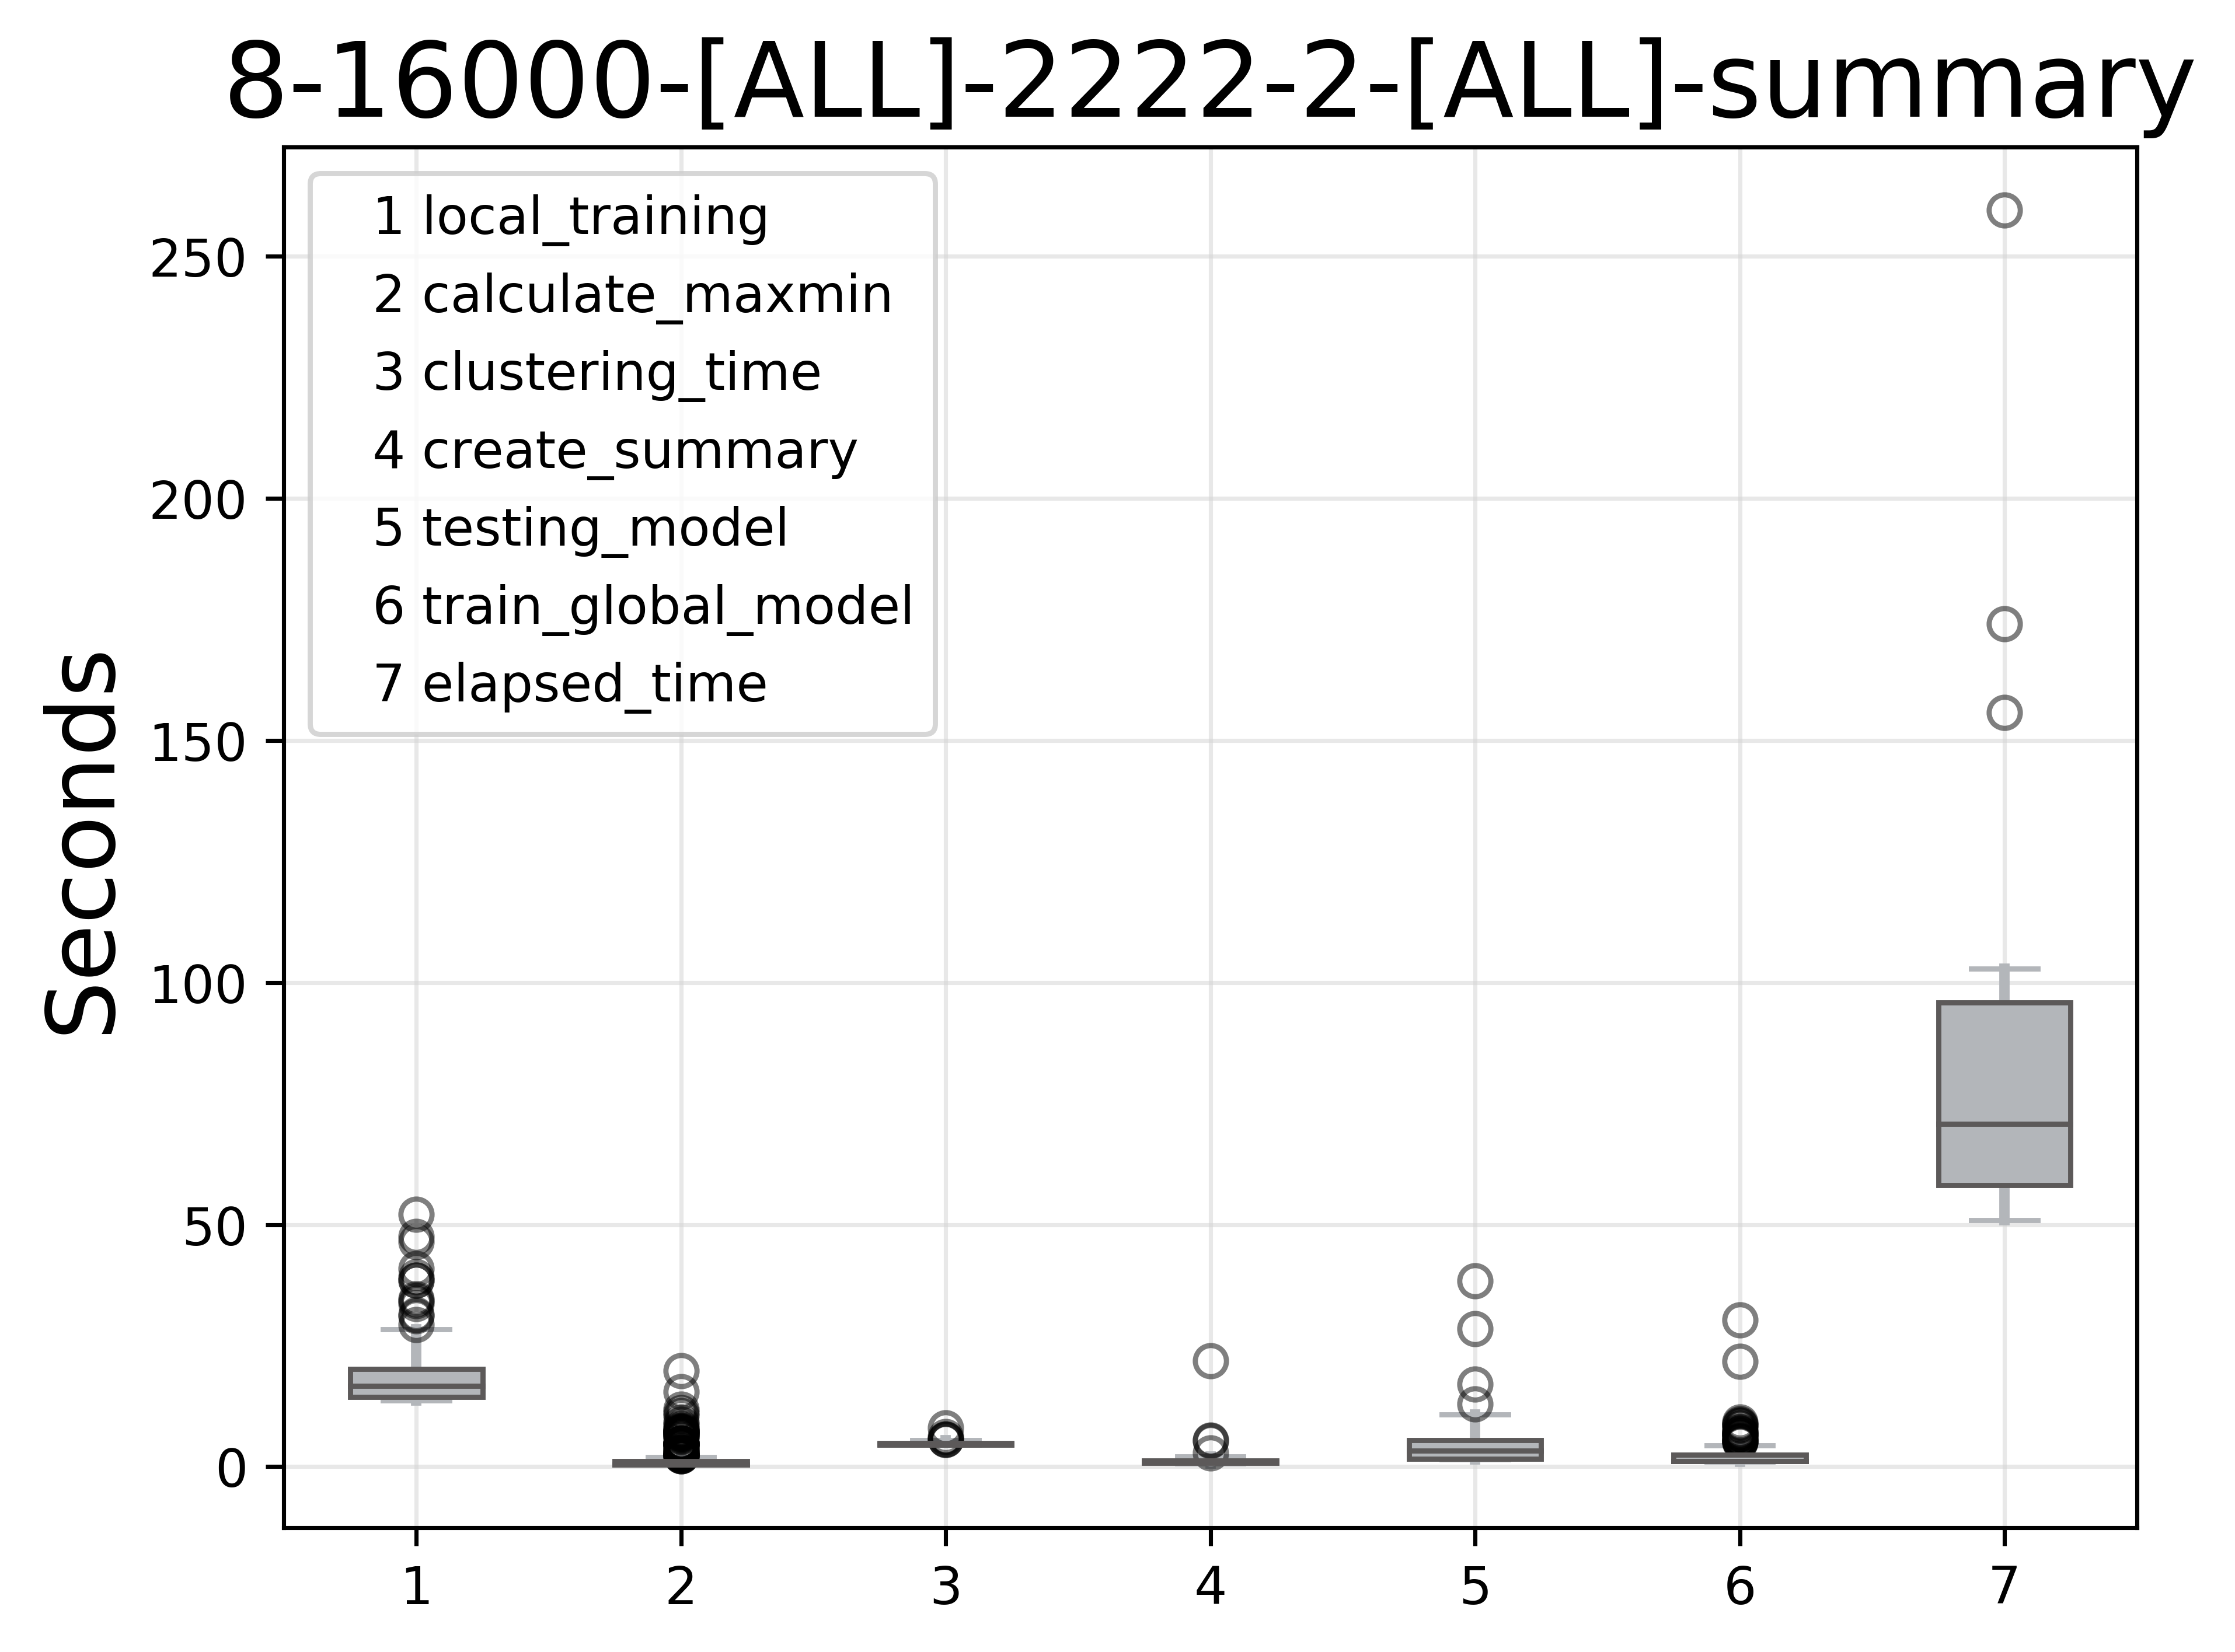 8-16000-[ALL]-2222-2-[ALL]-summary
1 local_training
2 calculate_maxmin
3 clustering_time
4 create_summary
5 testing_model
6 train_global_model
7 elapsed_time
Seconds
250
200
150
100
50
0
1 2 3 4 5 6 7